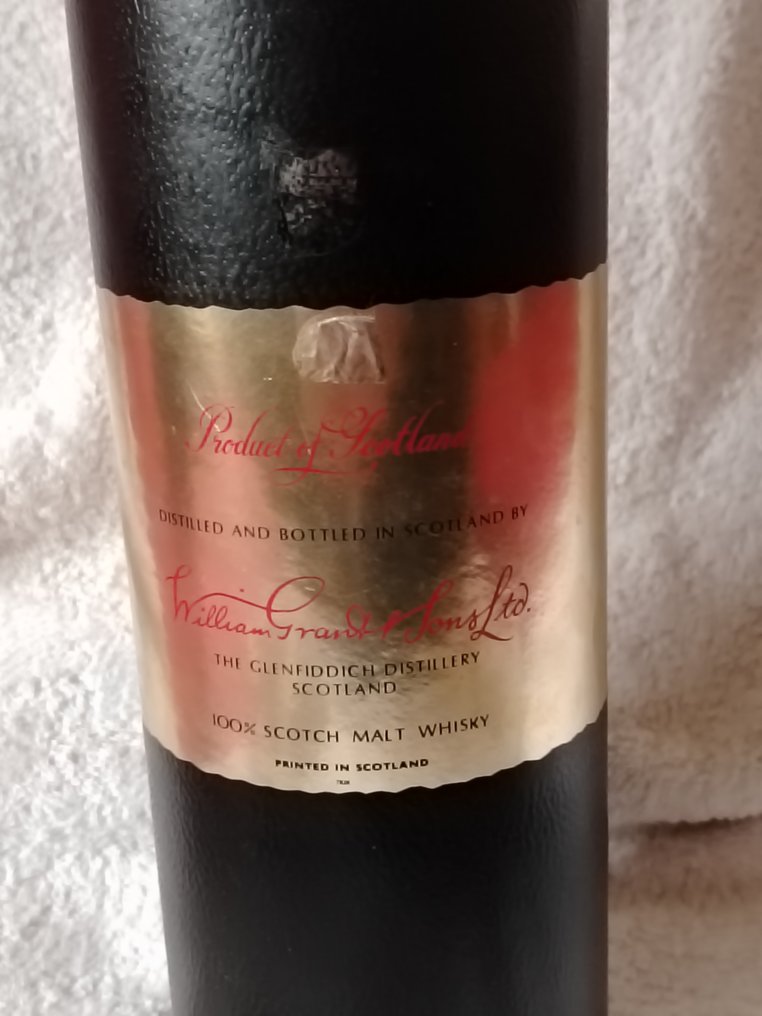 Product of Scotland
DISTILLED AND BOTTLED IN SCOTLAND BY
William Grant & Sons Ltd.
THE GLENFIDDICH DISTILLERY
SCOTLAND
100% SCOTCH MALT WHISKY
PRINTED IN SCOTLAND